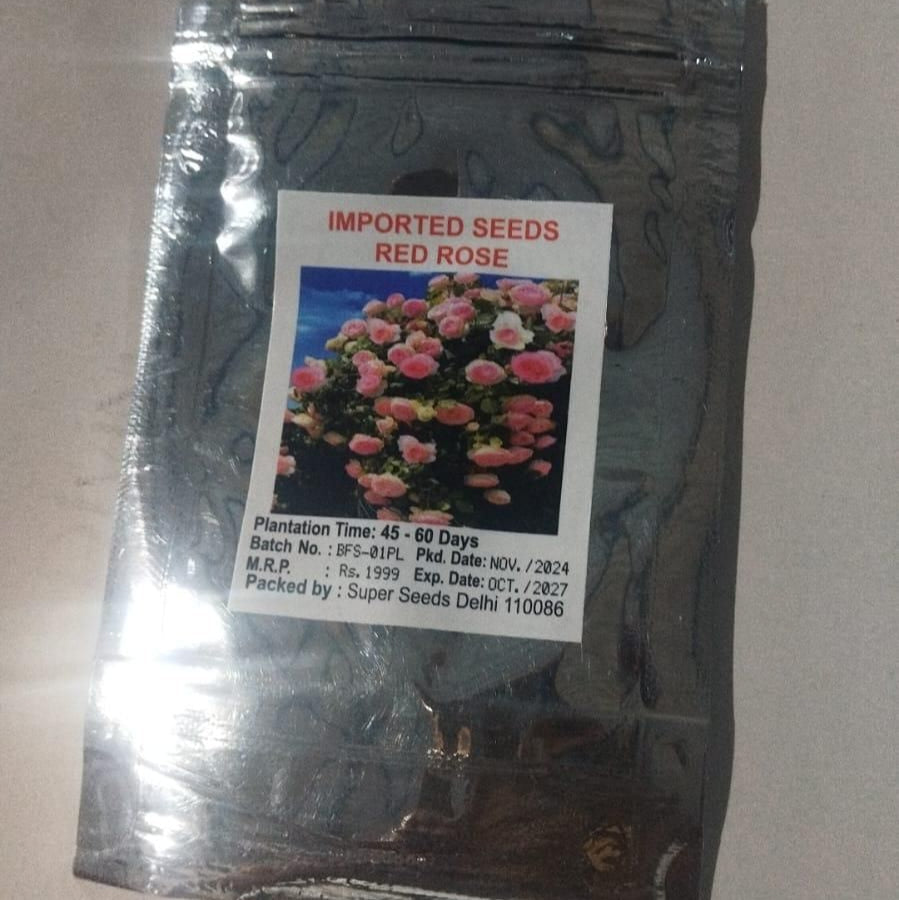 IMPORTED SEEDS
RED ROSE
Plantation Time: 45 - 60 Days
Batch No. : BFS-01PL Pkd. Date: NOV. /2024
M.R.P. : Rs. 1999 Exp. Date: OCT. /2027
Packed by : Super Seeds Delhi 110086